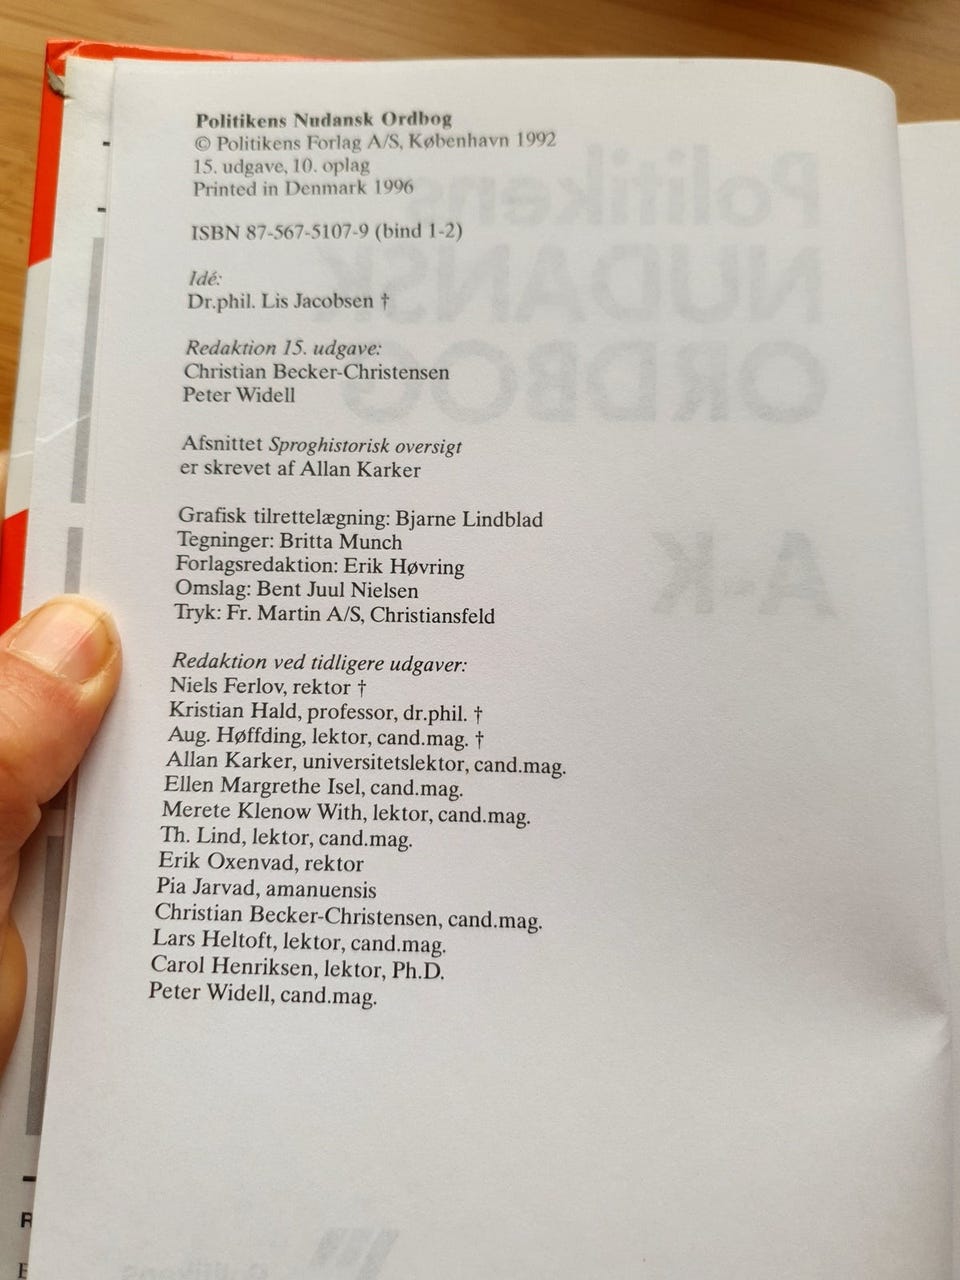 Politikens Nudansk Ordbog
© Politikens Forlag A/S, København 1992
15. udgave, 10. oplag
Printed in Denmark 1996
ISBN 87-567-5107-9 (bind 1-2)
Idé:
Dr.phil. Lis Jacobsen †
Redaktion 15. udgave:
Christian Becker-Christensen
Peter Widell
Afsnittet Sproghistorisk oversigt
er skrevet af Allan Karker
Grafisk tilrettelægning: Bjarne Lindblad
Tegninger: Britta Munch
Forlagsredaktion: Erik Høvring
Omslag: Bent Juul Nielsen
Tryk: Fr. Martin A/S, Christiansfeld
Redaktion ved tidligere udgaver:
Niels Ferlov, rektor †
Kristian Hald, professor, dr.phil. †
Aug. Høffding, lektor, cand.mag. †
Allan Karker, universitetslektor, cand.mag.
Ellen Margrethe Isel, cand.mag.
Merete Klenow With, lektor, cand.mag.
Th. Lind, lektor, cand.mag.
Erik Oxenvad, rektor
Pia Jarvad, amanuensis
Christian Becker-Christensen, cand.mag.
Lars Heltoft, lektor, cand.mag.
Carol Henriksen, lektor, Ph.D.
Peter Widell, cand.mag.
Politikens
NUDANSK
ORDBOG
A-K